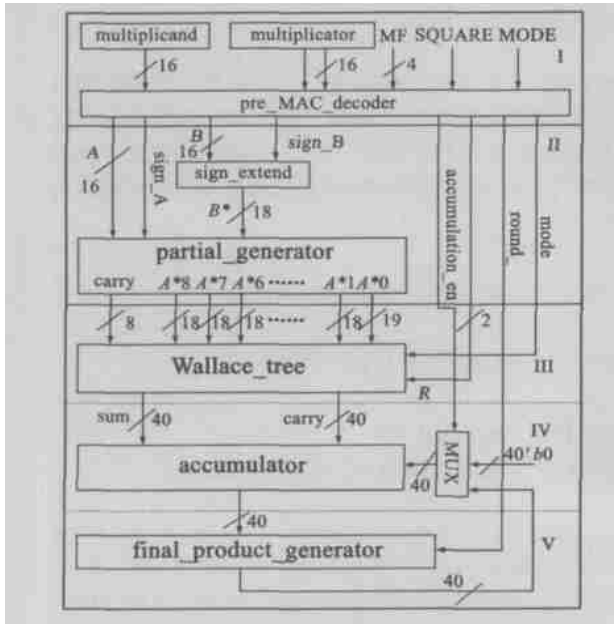 multiplicand multiplicator MF SQUARE MODE
16 16 4 I
pre_MAC_decoder
A sign_A B sign_B accumulation_en round_ mode II
16 16
sign_extend
B* 18
partial_generator
carry A*8 A*7 A*6 ······ A*1 A*0
8 18 18 18 ······ 18 19 2
Wallace_tree III
R
sum 40 carry 40 IV
accumulator 40 MUX 40'b0
40
final_product_generator V
40